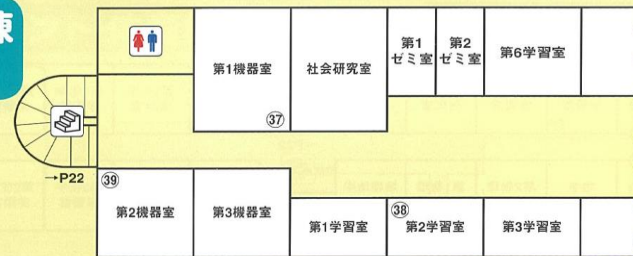 棟
第1機器室
㊲
社会研究室
第1
ゼミ室
第2
ゼミ室
第6学習室
→P22
㊴
第2機器室
第3機器室
第1学習室
㊳
第2学習室
第3学習室